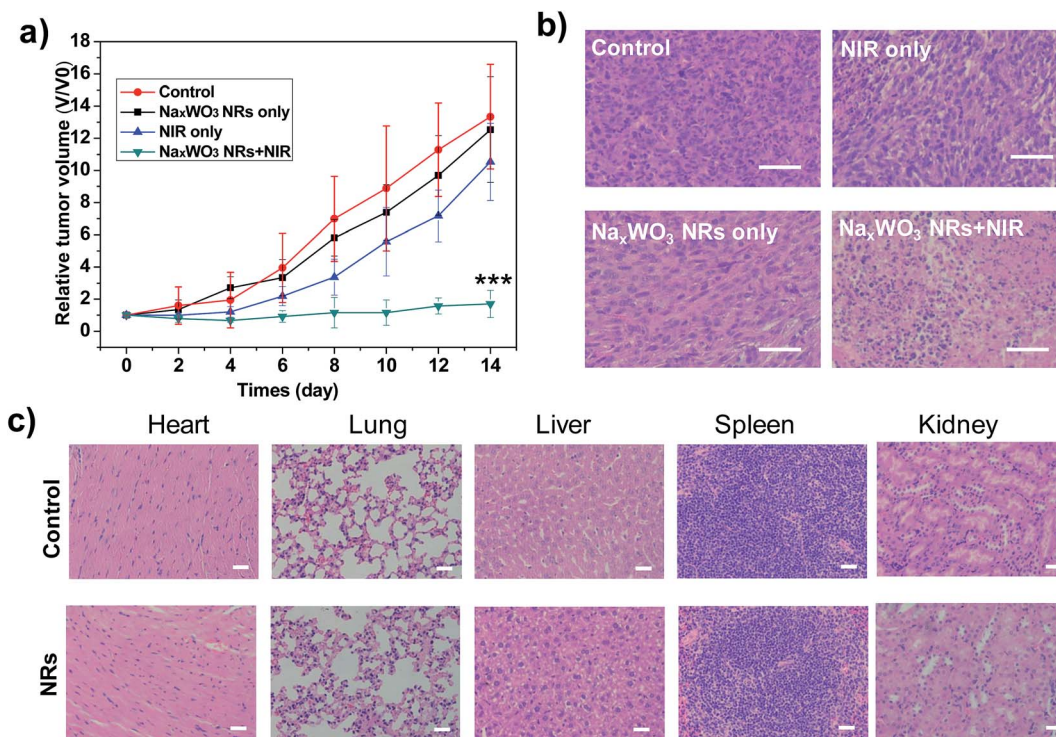 a)
18
16
14
12
10
8
6
4
2
0
Relative tumor volume (V/V0)
Control
NaxWO3 NRs only
NIR only
NaxWO3 NRs+NIR
***
0 2 4 6 8 10 12 14
Times (day)
b)
Control
NIR only
NaxWO3 NRs only
NaxWO3 NRs+NIR
c)
Heart Lung Liver Spleen Kidney
Control
NRs